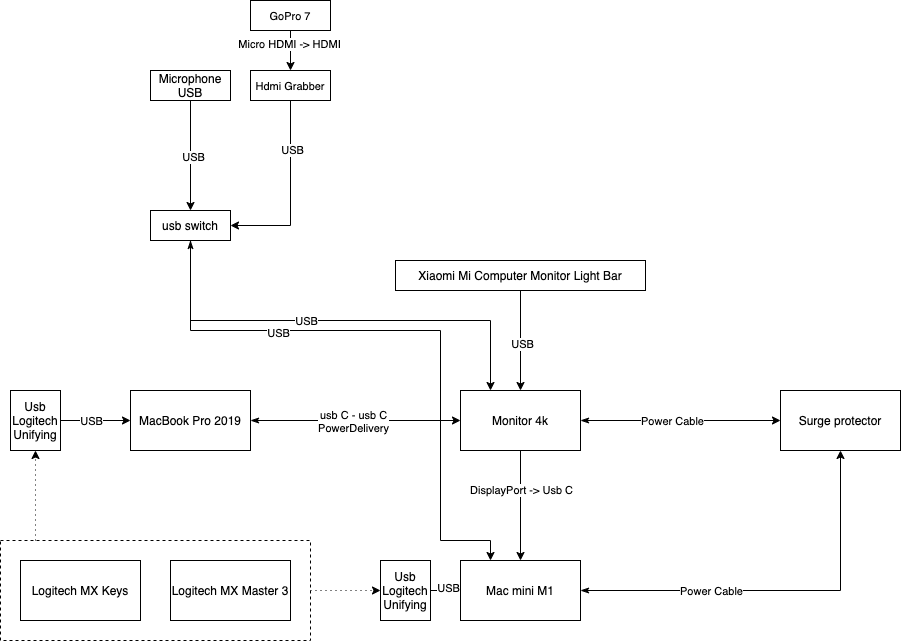 GoPro 7
Micro HDMI -> HDMI
Microphone
USB
Hdmi Grabber
USB
USB
usb switch
Xiaomi Mi Computer Monitor Light Bar
USB
USB
USB
Usb
Logitech
Unifying
USB
MacBook Pro 2019
usb C - usb C
PowerDelivery
Monitor 4k
Power Cable
Surge protector
DisplayPort -> Usb C
Logitech MX Keys
Logitech MX Master 3
Usb
Logitech
Unifying
USB
Mac mini M1
Power Cable